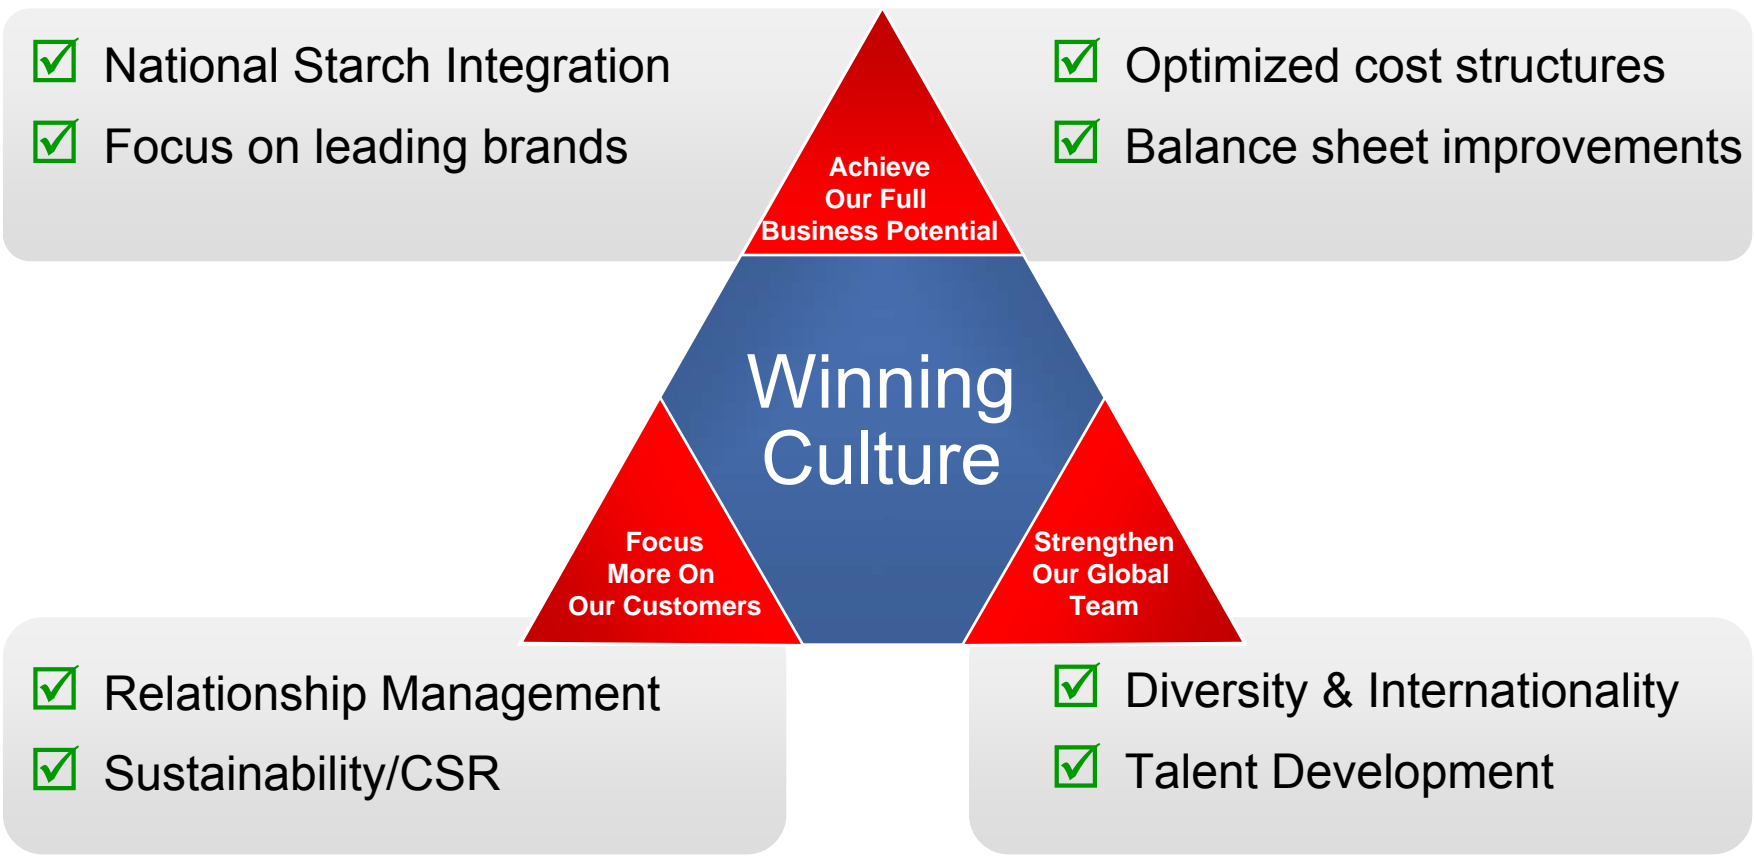 National Starch Integration
Focus on leading brands
Optimized cost structures
Balance sheet improvements
Achieve
Our Full
Business Potential
Winning
Culture
Focus
More On
Our Customers
Strengthen
Our Global
Team
Relationship Management
Sustainability/CSR
Diversity & Internationality
Talent Development